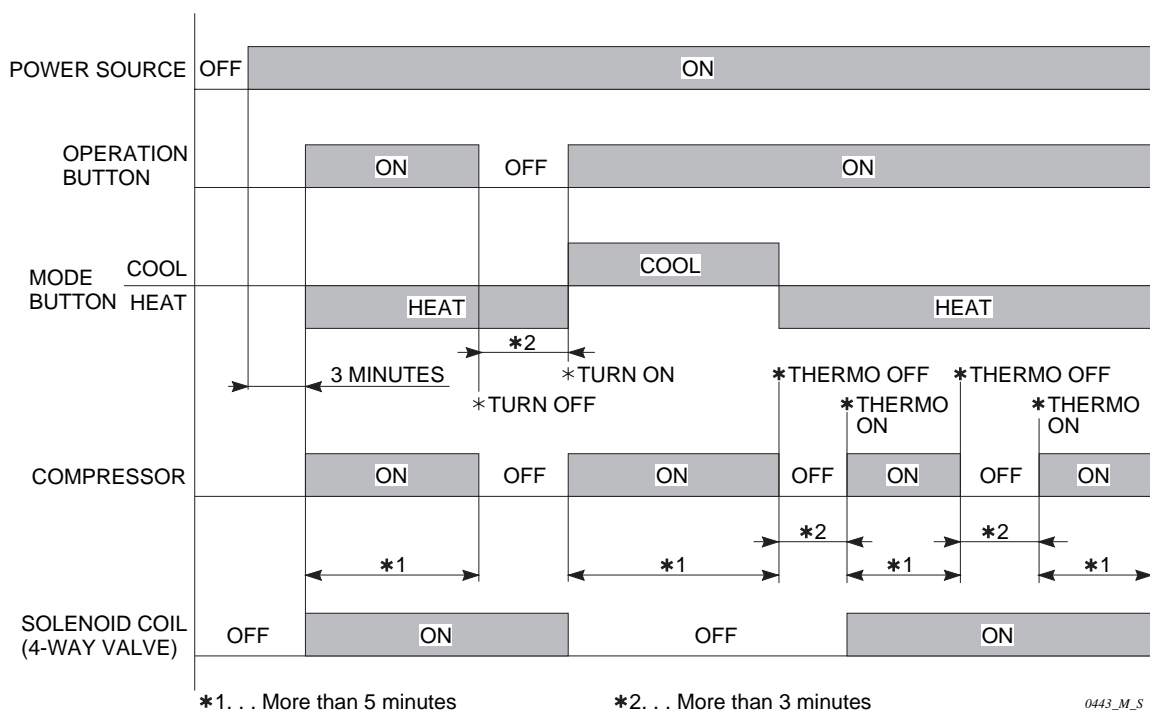 POWER SOURCE OFF ON
OPERATION
BUTTON
ON OFF ON
MODE
BUTTON
COOL
HEAT
COOL
HEAT HEAT
✱2
3 MINUTES
✳TURN ON
✳TURN OFF
✱THERMO OFF
✱THERMO
ON
✱THERMO OFF
✱THERMO
ON
COMPRESSOR ON OFF ON OFF ON OFF ON
✱2 ✱2
✱1 ✱1 ✱1 ✱1
SOLENOID COIL
(4-WAY VALVE)
OFF ON OFF ON
✱1. . . More than 5 minutes
✱2. . . More than 3 minutes
0443_M_S